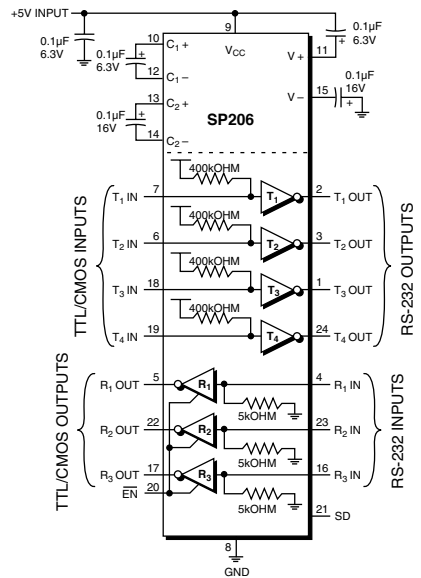 +5V INPUT
0.1µF
6.3V
9
VCC
0.1µF
6.3V
11
V +
0.1µF
6.3V
10
C1 +
12
C1 –
0.1µF
16V
15
V –
13
C2 +
0.1µF
16V
14
C2 –
SP206
400kOHM
T1 IN
7
T1
2
T1 OUT
400kOHM
T2 IN
6
T2
3
T2 OUT
400kOHM
T3 IN
18
T3
1
T3 OUT
400kOHM
T4 IN
19
T4
24
T4 OUT
TTL/CMOS INPUTS
RS-232 OUTPUTS
R1 OUT
5
R1
4
R1 IN
5kOHM
R2 OUT
22
R2
23
R2 IN
5kOHM
R3 OUT
17
R3
16
R3 IN
5kOHM
EN
20
TTL/CMOS OUTPUTS
RS-232 INPUTS
21
SD
8
GND